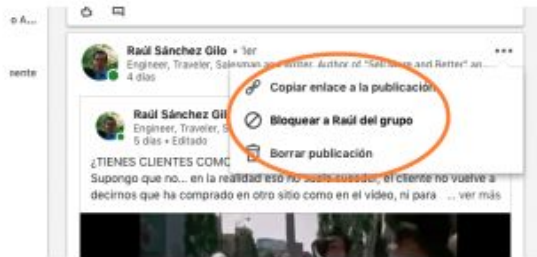 o A...
nente
Raúl Sánchez Gilo • 1er
Engineer, Traveler, Salesman and Writer. Author of "Sell More and Better" an...
4 días
Copiar enlace a la publicación
Bloquear a Raúl del grupo
Borrar publicación
Raúl Sánchez Gil
Engineer, Traveler, S
5 días • Editado
¿TIENES CLIENTES COMO
Supongo que no... en la realidad eso no suele suceder, el cliente no vuelve a
decirnos que ha comprado en otro sitio como en el vídeo, ni para ... ver más